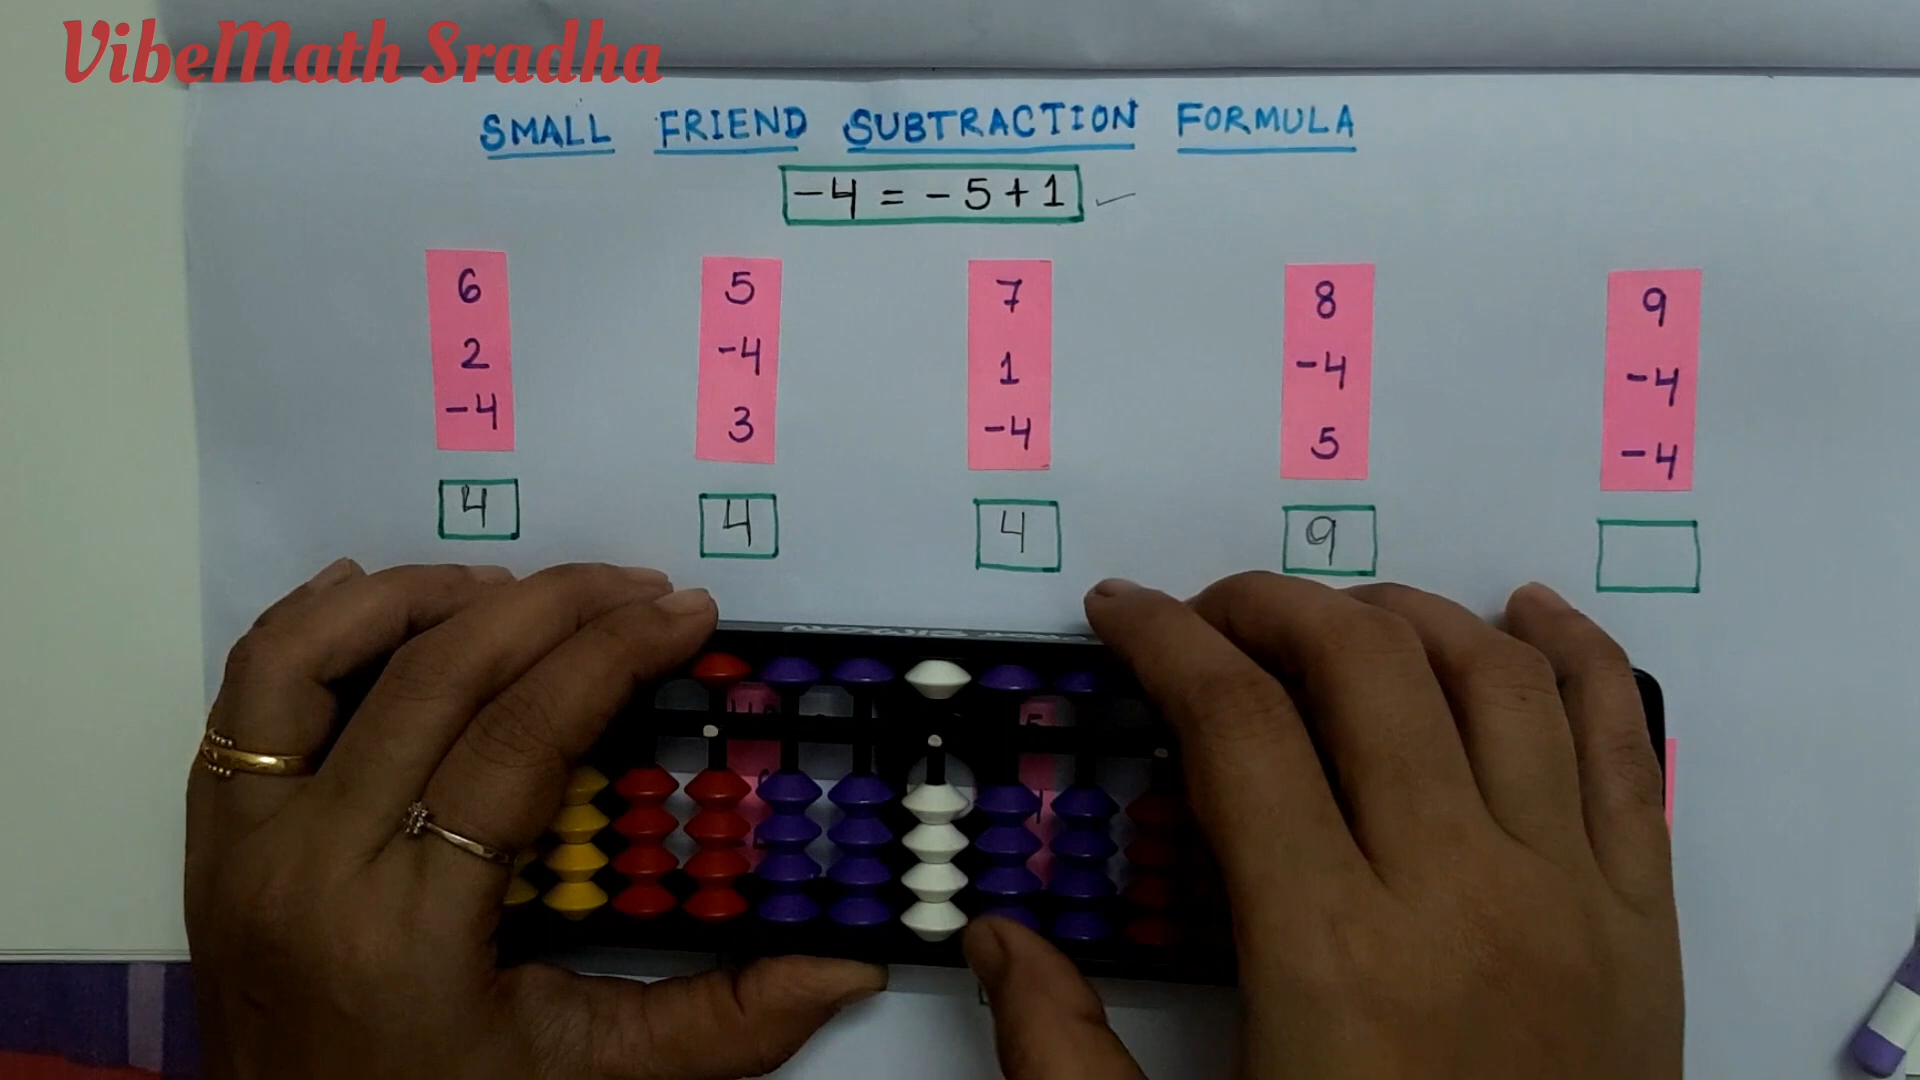 VibeMath Sradha
SMALL FRIEND SUBTRACTION FORMULA
-4 = -5+1
6 5 7 8 9
2 -4 1 -4 -4
-4 3 -4 5 -4
4 4 4 9